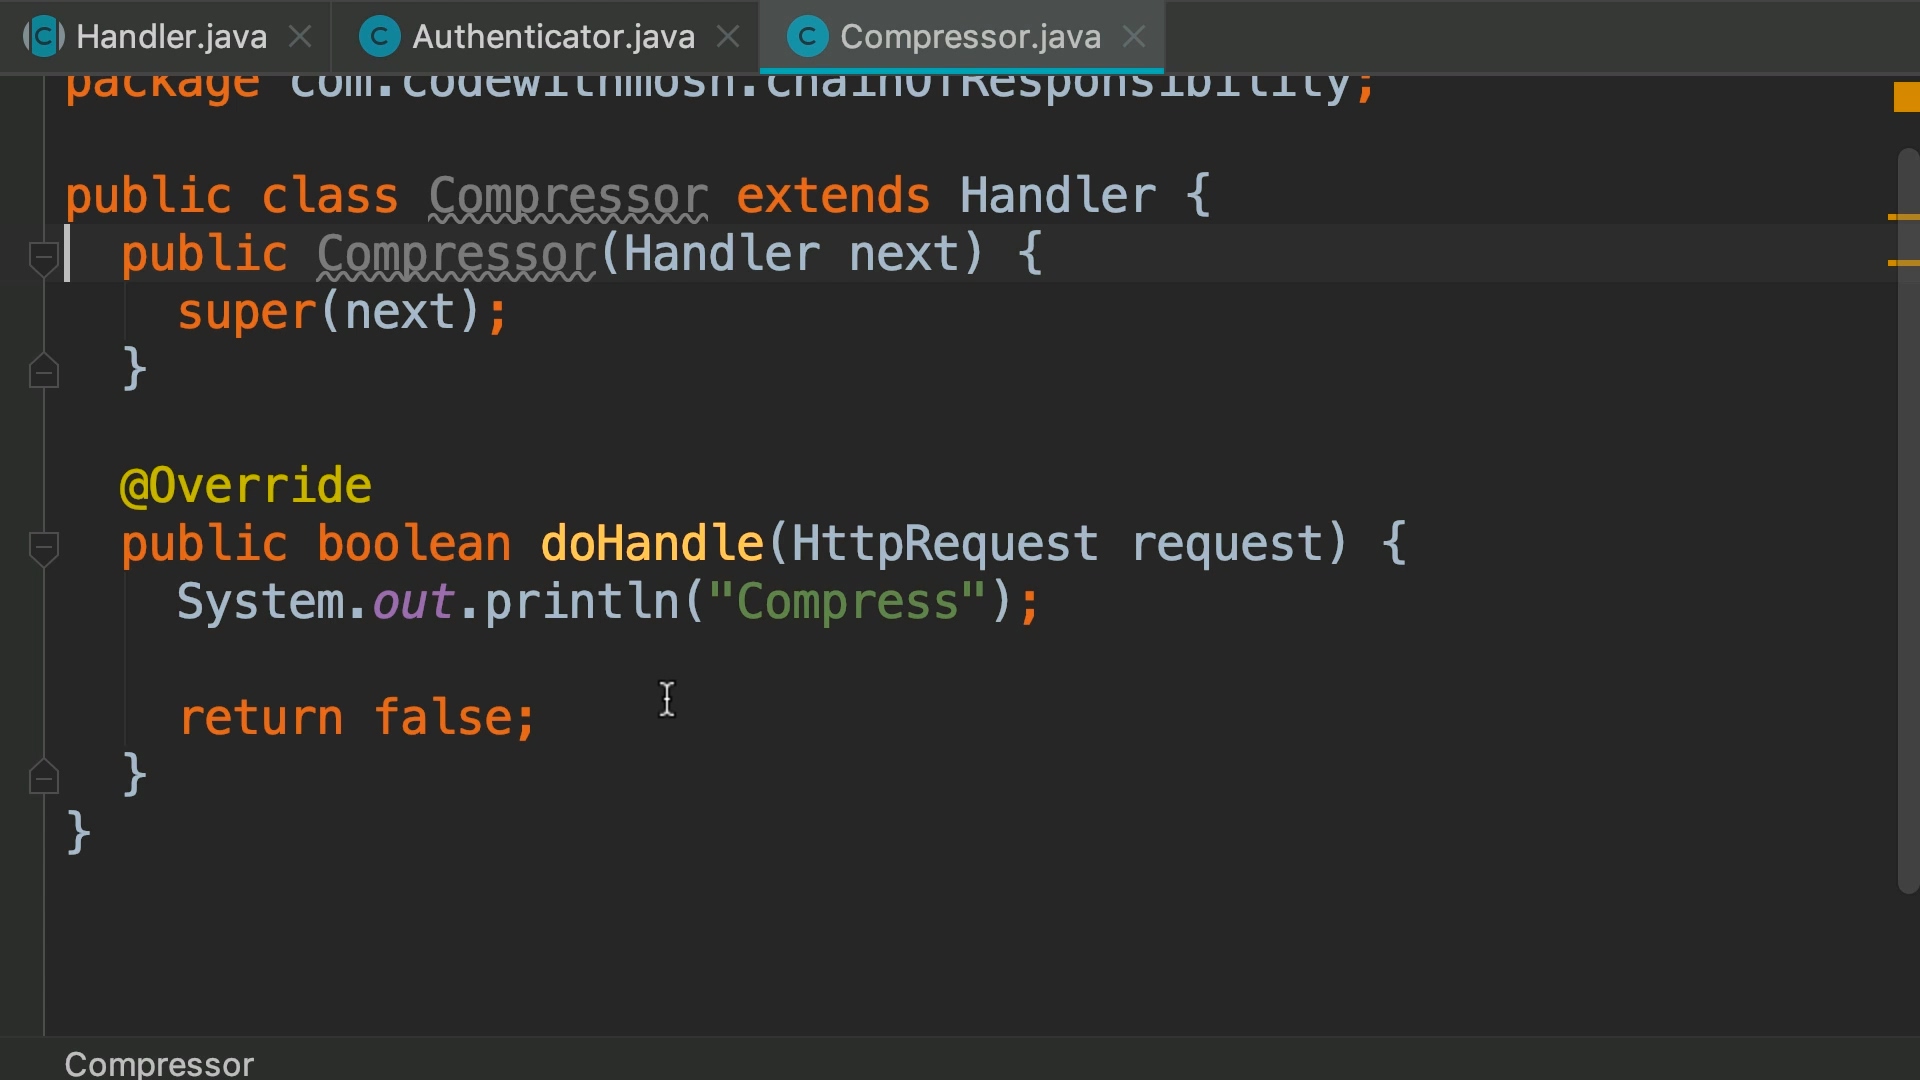 Handler.java
Authenticator.java
Compressor.java
package com.codewithmosh.chainOfResponsibility;
public class Compressor extends Handler {
public Compressor(Handler next) {
super(next);
}
@Override
public boolean doHandle(HttpRequest request) {
System.out.println("Compress");
return false;
}
}
Compressor